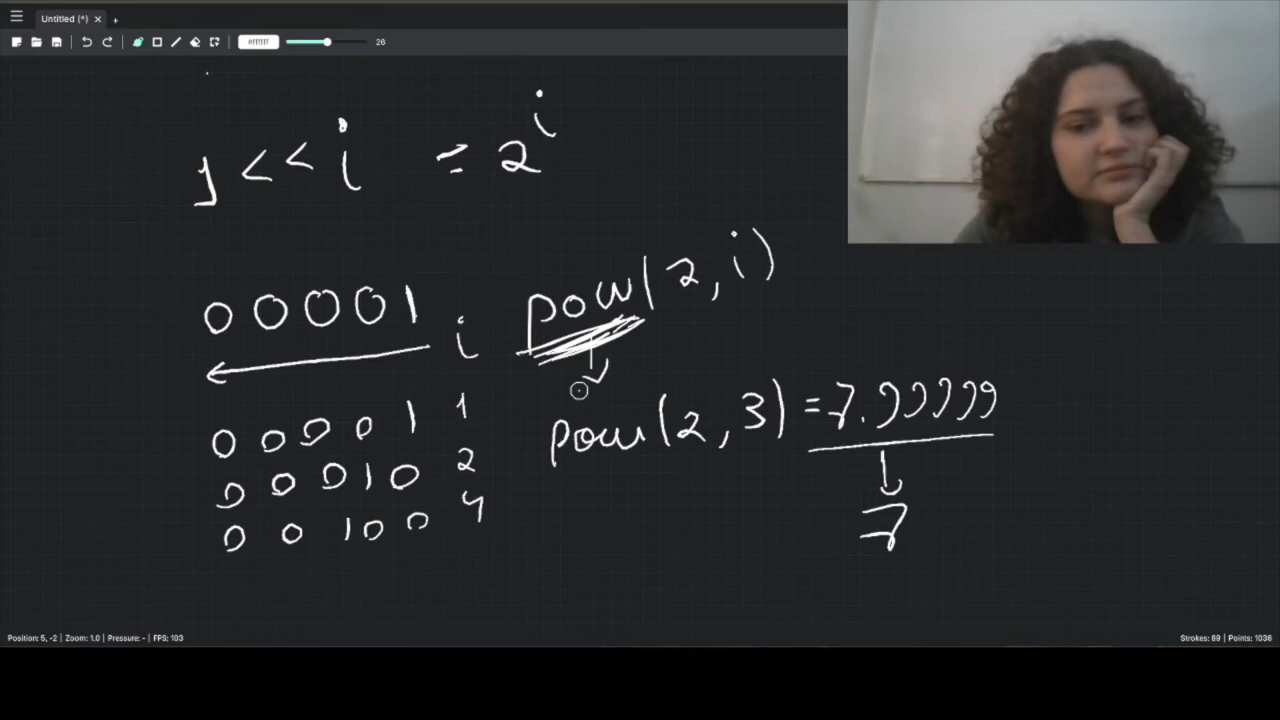 Untitled (*)
#ffffff
26
1 << i = 2^i
00001 i pow(2, i)
pow(2, 3) = 7.99999
00001 1
00010 2
00100 4
7
Position: 5, -2 | Zoom: 1.0 | Pressure: - | FPS: 103
Strokes: 89 | Points: 1036